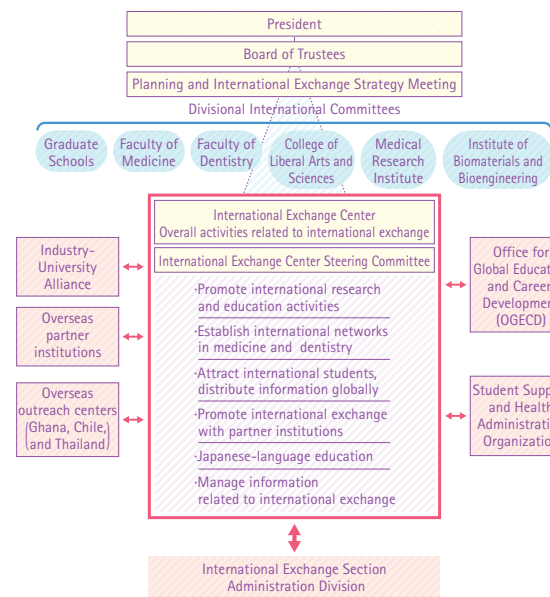 President
Board of Trustees
Planning and International Exchange Strategy Meeting
Divisional International Committees
Graduate
Schools
Faculty of
Medicine
Faculty of
Dentistry
College of
Liberal Arts and
Sciences
Medical
Research
Institute
Institute of
Biomaterials and
Bioengineering
International Exchange Center
Overall activities related to international exchange
International Exchange Center Steering Committee
·Promote international research
and education activities
·Establish international networks
in medicine and dentistry
·Attract international students,
distribute information globally
·Promote international exchange
with partner institutions
·Japanese-language education
·Manage information
related to international exchange
Industry-
University
Alliance
Overseas
partner
institutions
Overseas
outreach centers
(Ghana, Chile,)
(and Thailand)
Office for
Global Educat
and Career
Developmen
(OGECD)
Student Supp
and Health
Administratio
Organizatio
International Exchange Section
Administration Division